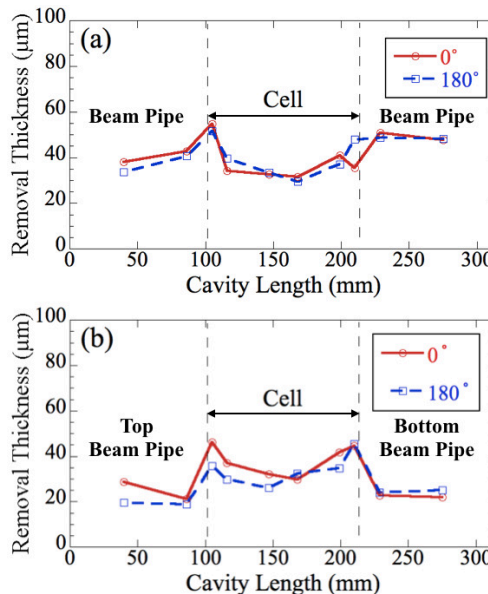 (a)
0°
180°
Cell
Beam Pipe
Beam Pipe
Removal Thickness (μm)
100
80
60
40
20
0
0 50 100 150 200 250 300
Cavity Length (mm)
(b)
0°
180°
Cell
Top
Beam Pipe
Bottom
Beam Pipe
Removal Thickness (μm)
100
80
60
40
20
0
0 50 100 150 200 250 300
Cavity Length (mm)